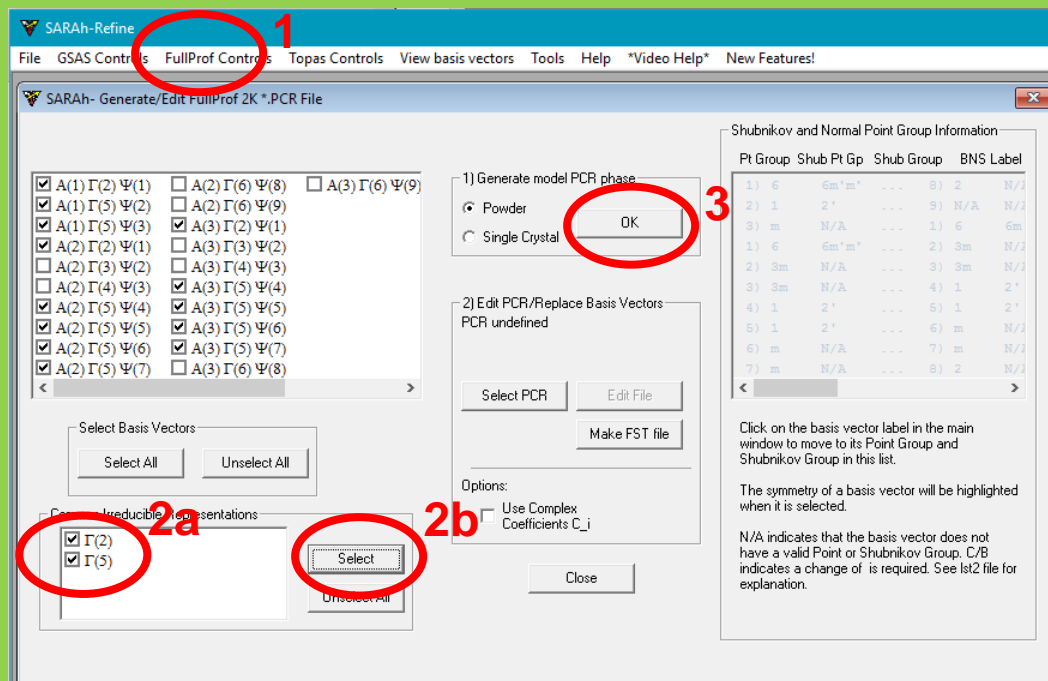 SARAh-Refine
1
File GSAS Controls FullProf Controls Topas Controls View basis vectors Tools Help *Video Help* New Features!
SARAh- Generate/Edit FullProf 2K *.PCR File
A(1) Γ(2) Ψ(1) A(2) Γ(6) Ψ(8) A(3) Γ(6) Ψ(9)
A(1) Γ(5) Ψ(2) A(2) Γ(6) Ψ(9)
A(1) Γ(5) Ψ(3) A(3) Γ(2) Ψ(1)
A(2) Γ(2) Ψ(1) A(3) Γ(3) Ψ(2)
A(2) Γ(3) Ψ(2) A(3) Γ(4) Ψ(3)
A(2) Γ(4) Ψ(3) A(3) Γ(5) Ψ(4)
A(2) Γ(5) Ψ(4) A(3) Γ(5) Ψ(5)
A(2) Γ(5) Ψ(5) A(3) Γ(5) Ψ(6)
A(2) Γ(5) Ψ(6) A(3) Γ(5) Ψ(7)
A(2) Γ(5) Ψ(7) A(3) Γ(6) Ψ(8)
Select Basis Vectors
Select All Unselect All
Common Irreducible Representations
2a
Γ(2)
Γ(5)
2b
Select
Unselect All
1) Generate model PCR phase
Powder
Single Crystal
OK
3
2) Edit PCR/Replace Basis Vectors
PCR undefined
Select PCR Edit File
Make FST file
Options:
Use Complex
Coefficients C_i
Close
Shubnikov and Normal Point Group Information
Pt Group Shub Pt Gp Shub Group BNS Label
1) 6 6m'm' ... 8) 2 N/
2) 1 2' ... 9) N/A N/
3) m N/A ... 1) 6 6m
1) 6 6m'm' ... 2) 3m N/
2) 3m N/A ... 3) 3m N/
3) 3m N/A ... 4) 1 2'
4) 1 2' ... 5) 1 2'
5) 1 2' ... 6) m N/
6) m N/A ... 7) m N/
7) m N/A ... 8) 2 N/
Click on the basis vector label in the main
window to move to its Point Group and
Shubnikov Group in this list.
The symmetry of a basis vector will be highlighted
when it is selected.
N/A indicates that the basis vector does not
have a valid Point or Shubnikov Group. C/B
indicates a change of is required. See lst2 file for
explanation.